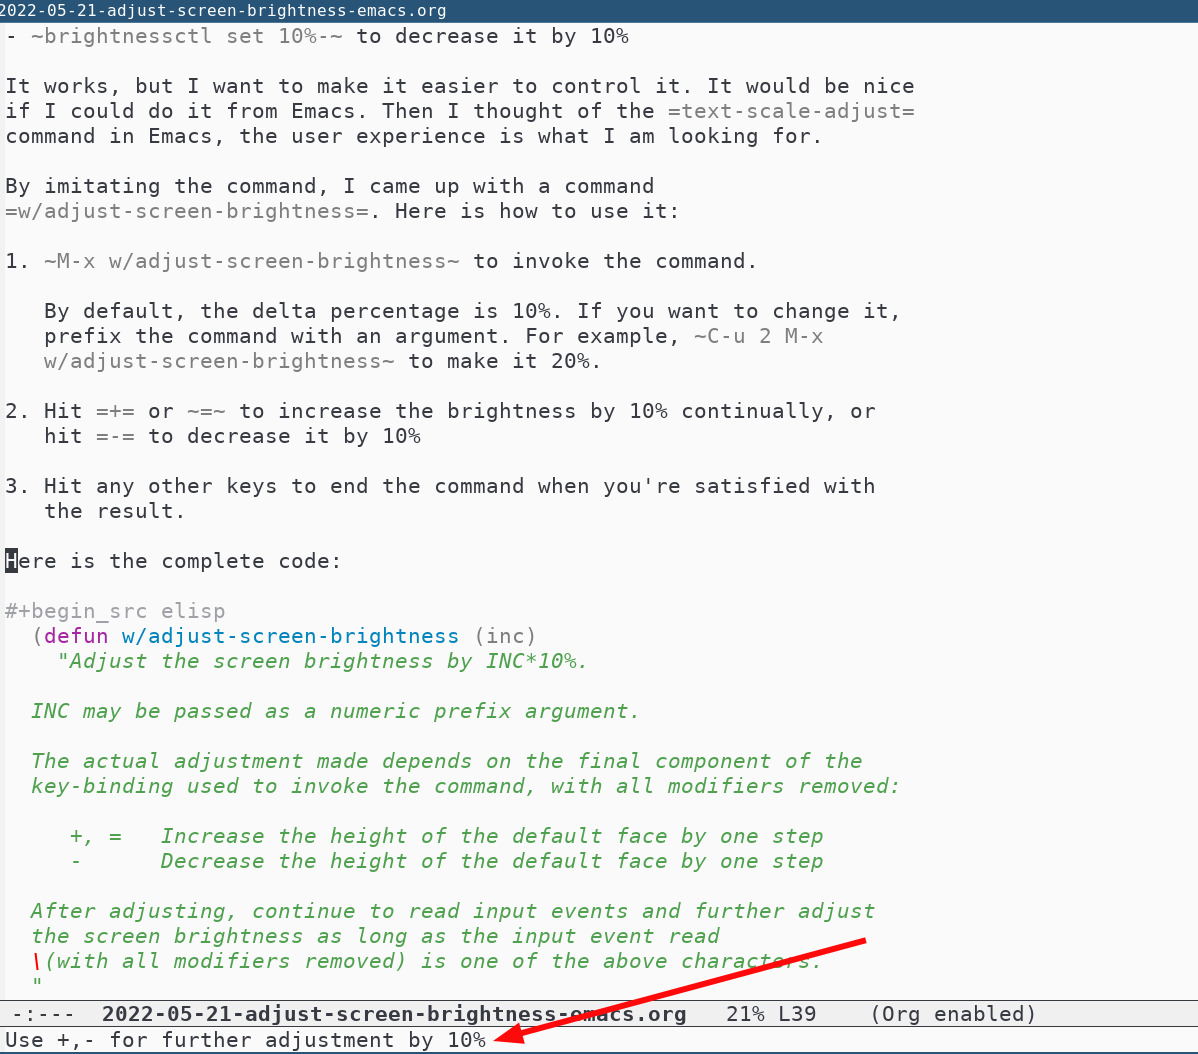 2022-05-21-adjust-screen-brightness-emacs.org
- ~brightnessctl set 10%-~ to decrease it by 10%
It works, but I want to make it easier to control it. It would be nice
if I could do it from Emacs. Then I thought of the =text-scale-adjust=
command in Emacs, the user experience is what I am looking for.
By imitating the command, I came up with a command
=w/adjust-screen-brightness=. Here is how to use it:
1. ~M-x w/adjust-screen-brightness~ to invoke the command.
By default, the delta percentage is 10%. If you want to change it,
prefix the command with an argument. For example, ~C-u 2 M-x
w/adjust-screen-brightness~ to make it 20%.
2. Hit =+= or ~=~ to increase the brightness by 10% continually, or
hit =-= to decrease it by 10%
3. Hit any other keys to end the command when you're satisfied with
the result.
Here is the complete code:
#+begin_src elisp
(defun w/adjust-screen-brightness (inc)
"Adjust the screen brightness by INC*10%.
INC may be passed as a numeric prefix argument.
The actual adjustment made depends on the final component of the
key-binding used to invoke the command, with all modifiers removed:
+, = Increase the height of the default face by one step
- Decrease the height of the default face by one step
After adjusting, continue to read input events and further adjust
the screen brightness as long as the input event read
\(with all modifiers removed) is one of the above characters.
"
-:--- 2022-05-21-adjust-screen-brightness-emacs.org 21% L39 (Org enabled)
Use +,- for further adjustment by 10%